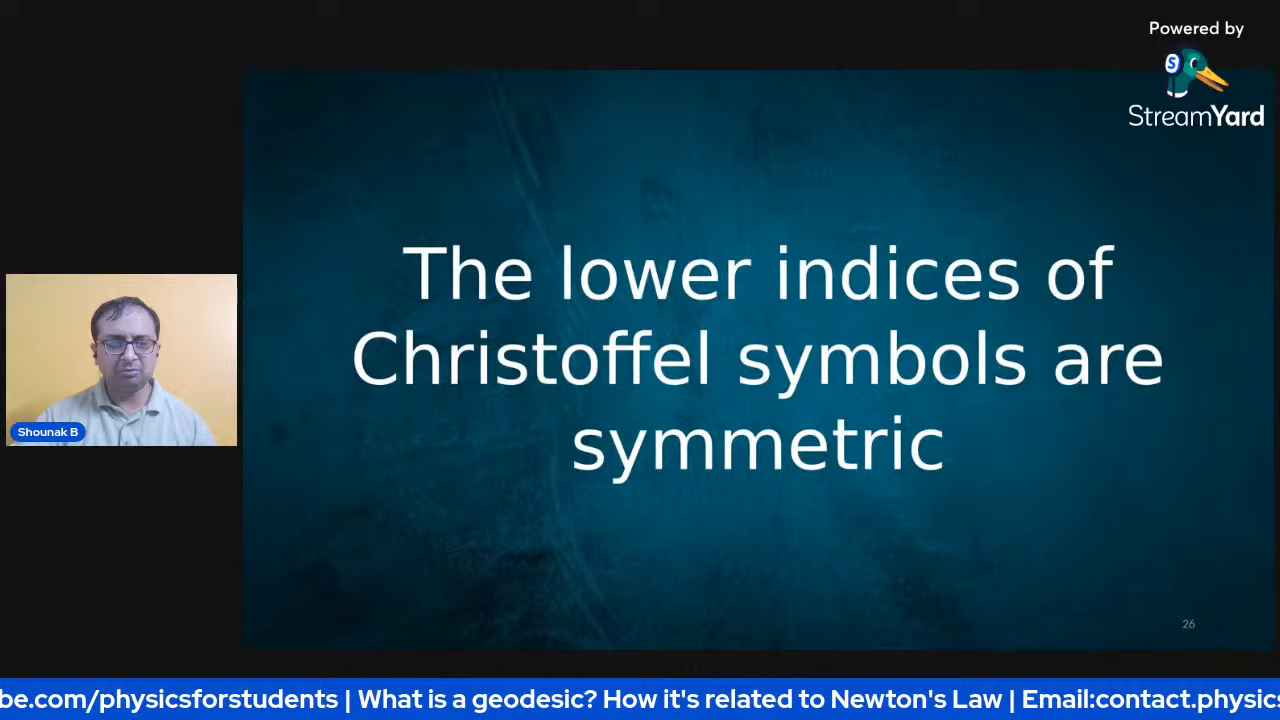 Powered by
S
StreamYard
The lower indices of
Christoffel symbols are
symmetric
Shounak B
26
be.com/physicsforstudents | What is a geodesic? How it's related to Newton's Law | Email:contact.physics